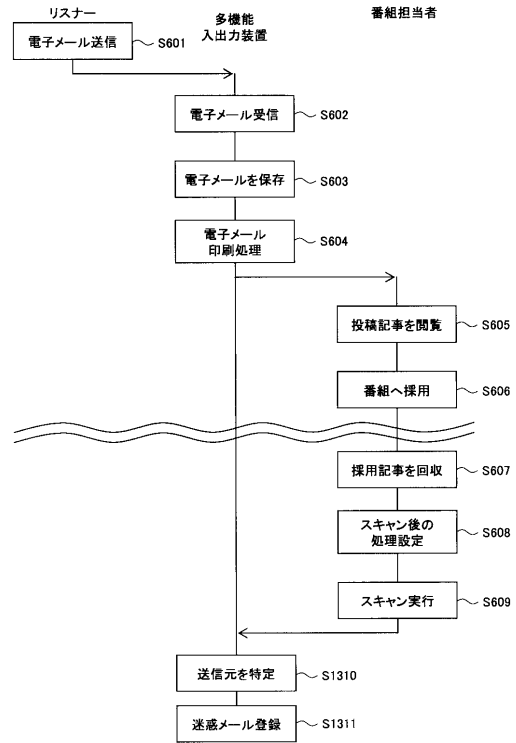 リスナー
多機能
入出力装置
番組担当者
電子メール送信
S601
電子メール受信
S602
電子メールを保存
S603
電子メール
印刷処理
S604
投稿記事を閲覧
S605
番組へ採用
S606
採用記事を回収
S607
スキャン後の
処理設定
S608
スキャン実行
S609
送信元を特定
S1310
迷惑メール登録
S1311